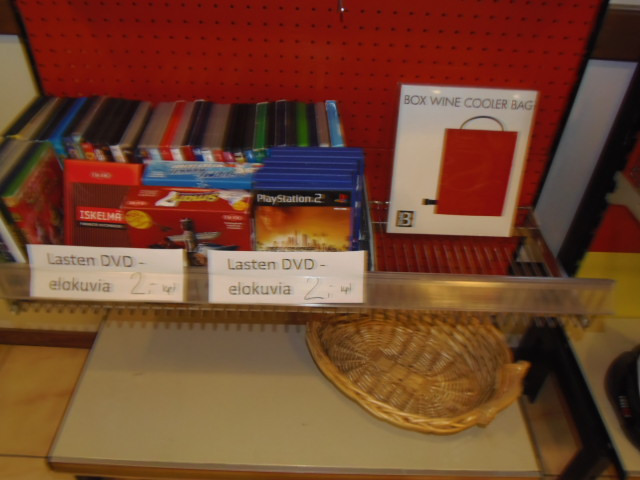 BOX WINE COOLER BAG
B
ISKELMÄ
PlayStation 2
Lasten DVD -
elokuvia 2,- kpl
Lasten DVD -
elokuvia 2,- kpl